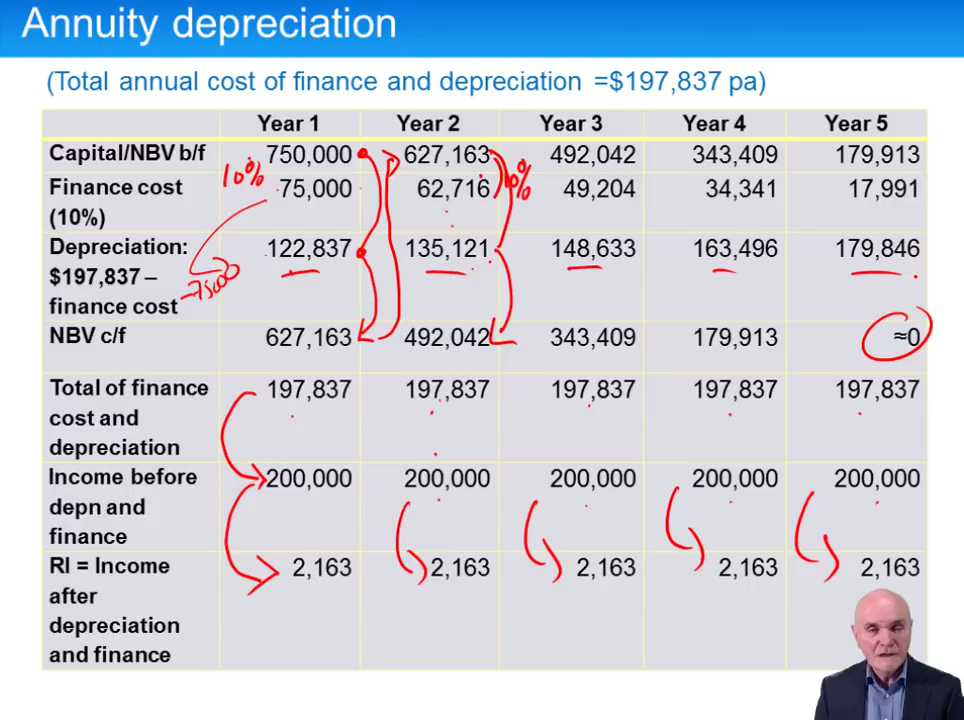 Annuity depreciation
(Total annual cost of finance and depreciation =$197,837 pa)
Year 1 Year 2 Year 3 Year 4 Year 5
Capital/NBV b/f 750,000 627,163 492,042 343,409 179,913
10% 10%
Finance cost 75,000 62,716 49,204 34,341 17,991
(10%)
Depreciation: 122,837 135,121 148,633 163,496 179,846
$197,837 –
-75000
finance cost
NBV c/f 627,163 492,042 343,409 179,913 ≈0
Total of finance 197,837 197,837 197,837 197,837 197,837
cost and
depreciation
Income before 200,000 200,000 200,000 200,000 200,000
depn and
finance
RI = Income 2,163 2,163 2,163 2,163 2,163
after
depreciation
and finance